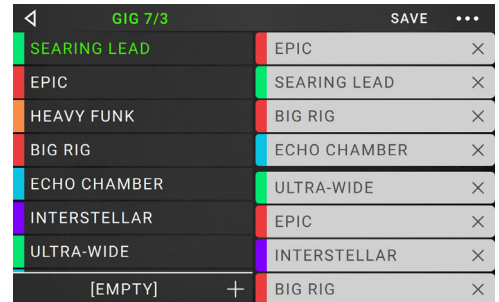 GIG 7/3 SAVE
SEARING LEAD
EPIC
HEAVY FUNK
BIG RIG
ECHO CHAMBER
INTERSTELLAR
ULTRA-WIDE
[EMPTY]
EPIC
SEARING LEAD
BIG RIG
ECHO CHAMBER
ULTRA-WIDE
EPIC
INTERSTELLAR
BIG RIG